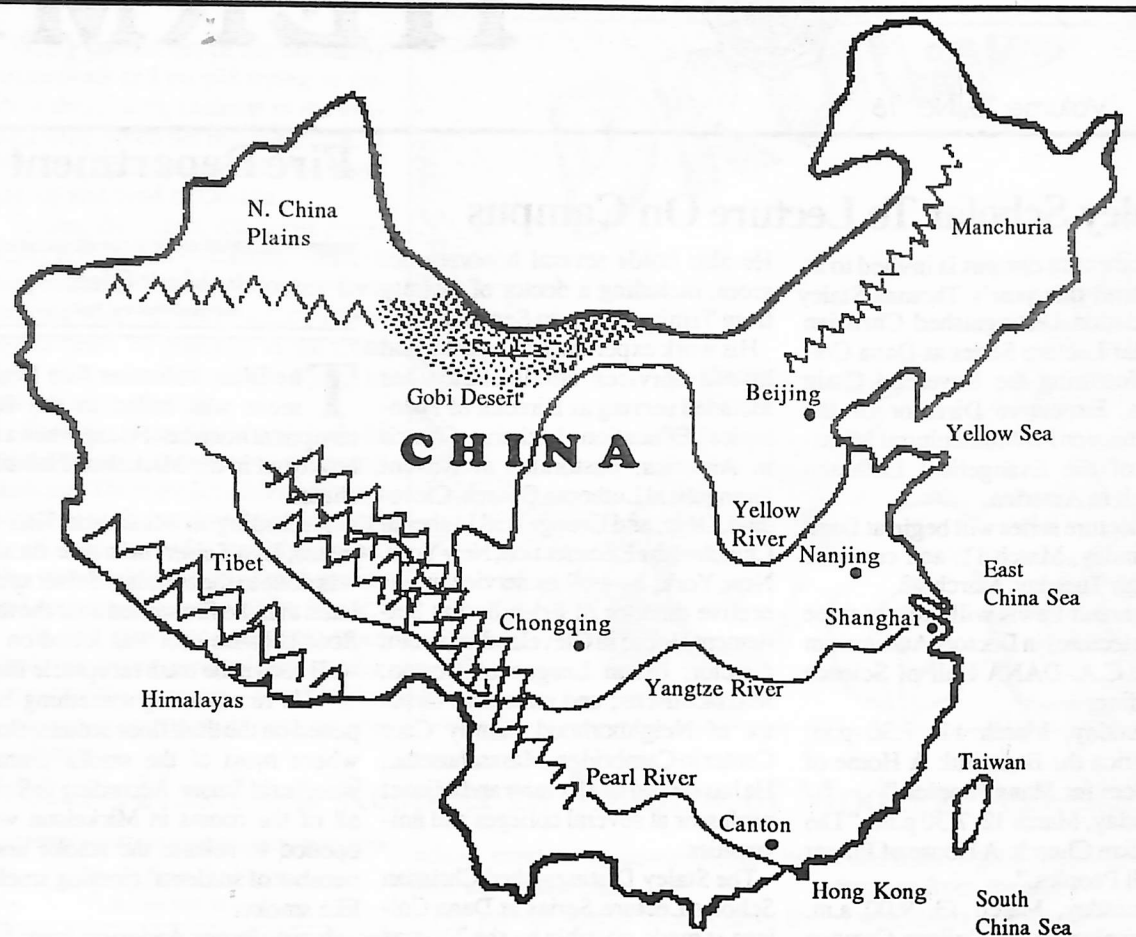 N. China
Plains
Manchuria
Gobi Desert
Beijing
CHINA
Yellow Sea
Yellow
River
Nanjing
Tibet
East
China Sea
Chongqing
Shanghai
Himalayas
Yangtze River
Taiwan
Pearl River
Canton
Hong Kong
South
China Sea